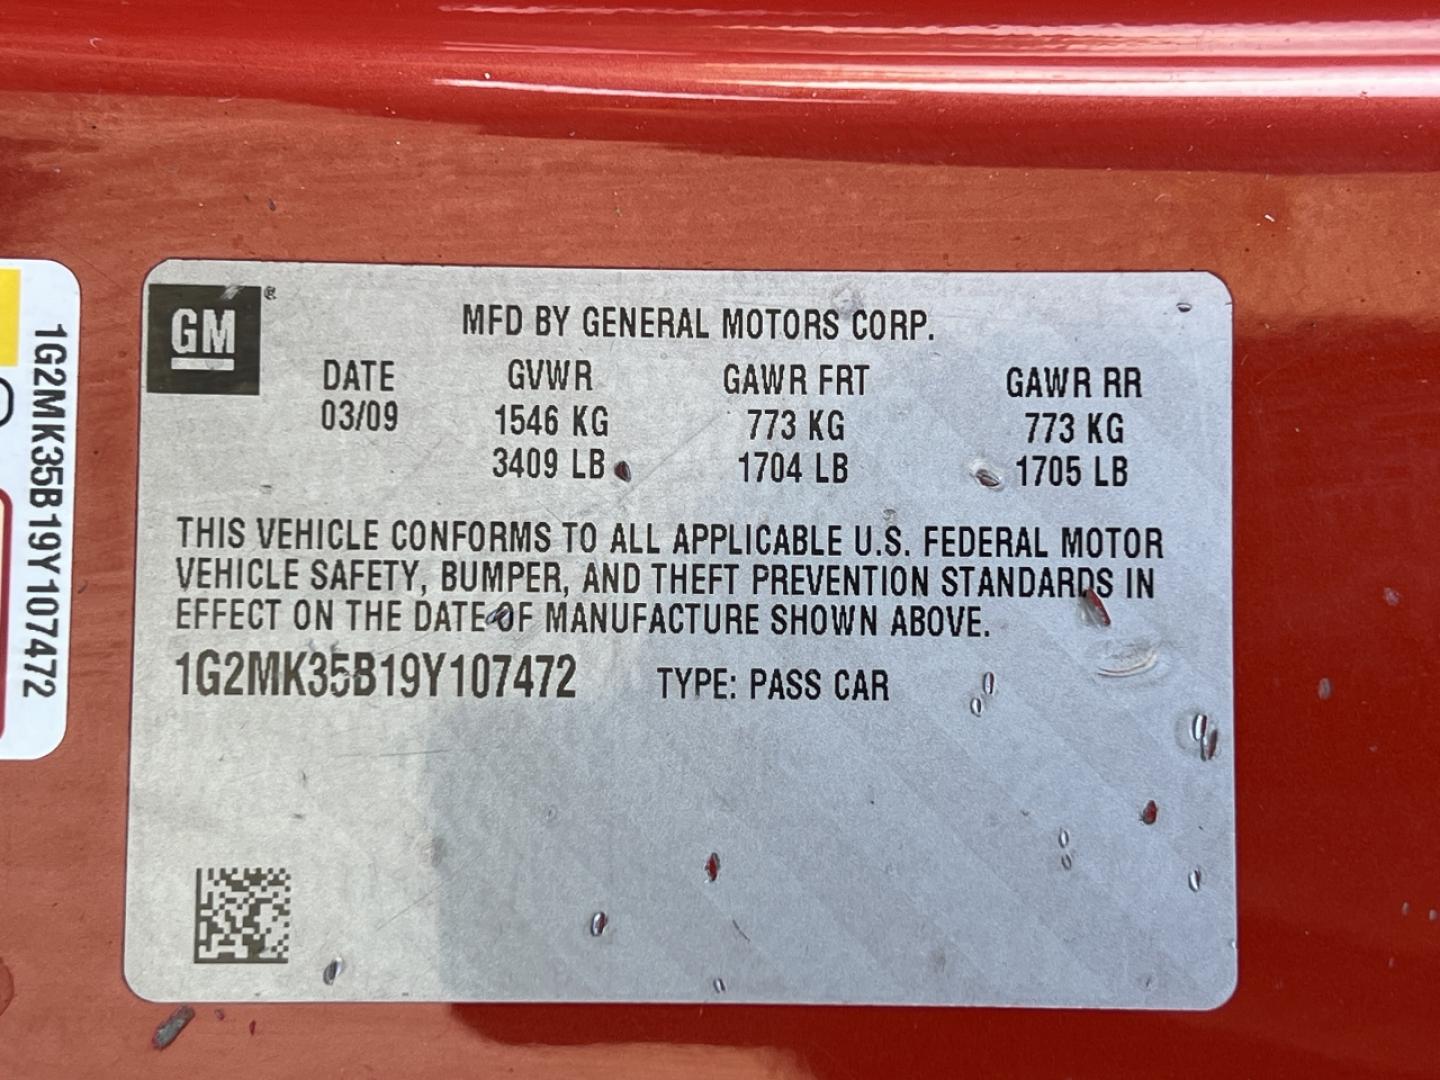 GM
®
MFD BY GENERAL MOTORS CORP.
DATE GVWR GAWR FRT GAWR RR
03/09 1546 KG 773 KG 773 KG
3409 LB 1704 LB 1705 LB
THIS VEHICLE CONFORMS TO ALL APPLICABLE U.S. FEDERAL MOTOR
VEHICLE SAFETY, BUMPER, AND THEFT PREVENTION STANDARDS IN
EFFECT ON THE DATE OF MANUFACTURE SHOWN ABOVE.
1G2MK35B19Y107472 TYPE: PASS CAR
1G2MK35B19Y107472